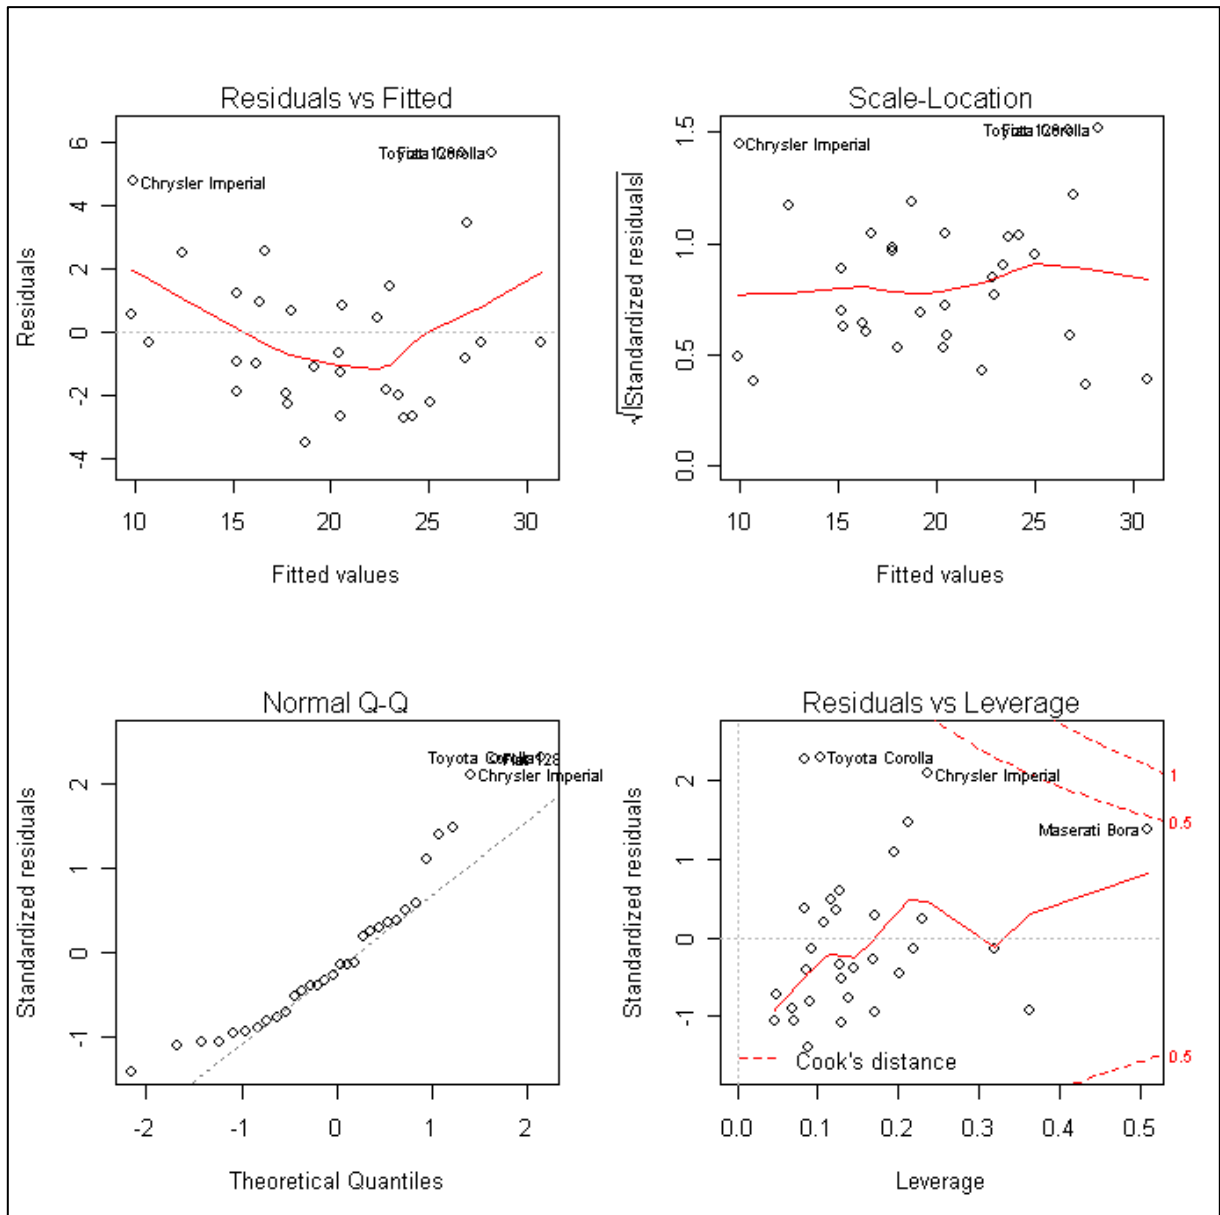 Residuals vs Fitted
Residuals
6
4
2
0
-2
-4
Chrysler Imperial
10 15 20 25 30
Fitted values
Scale-Location
√|Standardized residuals|
1.5
1.0
0.5
0.0
Chrysler Imperial
10 15 20 25 30
Fitted values
Normal Q-Q
Standardized residuals
2
1
0
-1
Toyota Corolla
Chrysler Imperial
-2 -1 0 1 2
Theoretical Quantiles
Residuals vs Leverage
Standardized residuals
2
1
0
-1
Toyota Corolla
Chrysler Imperial
Maserati Bora
1
0.5
0.5
Cook's distance
0.0 0.1 0.2 0.3 0.4 0.5
Leverage